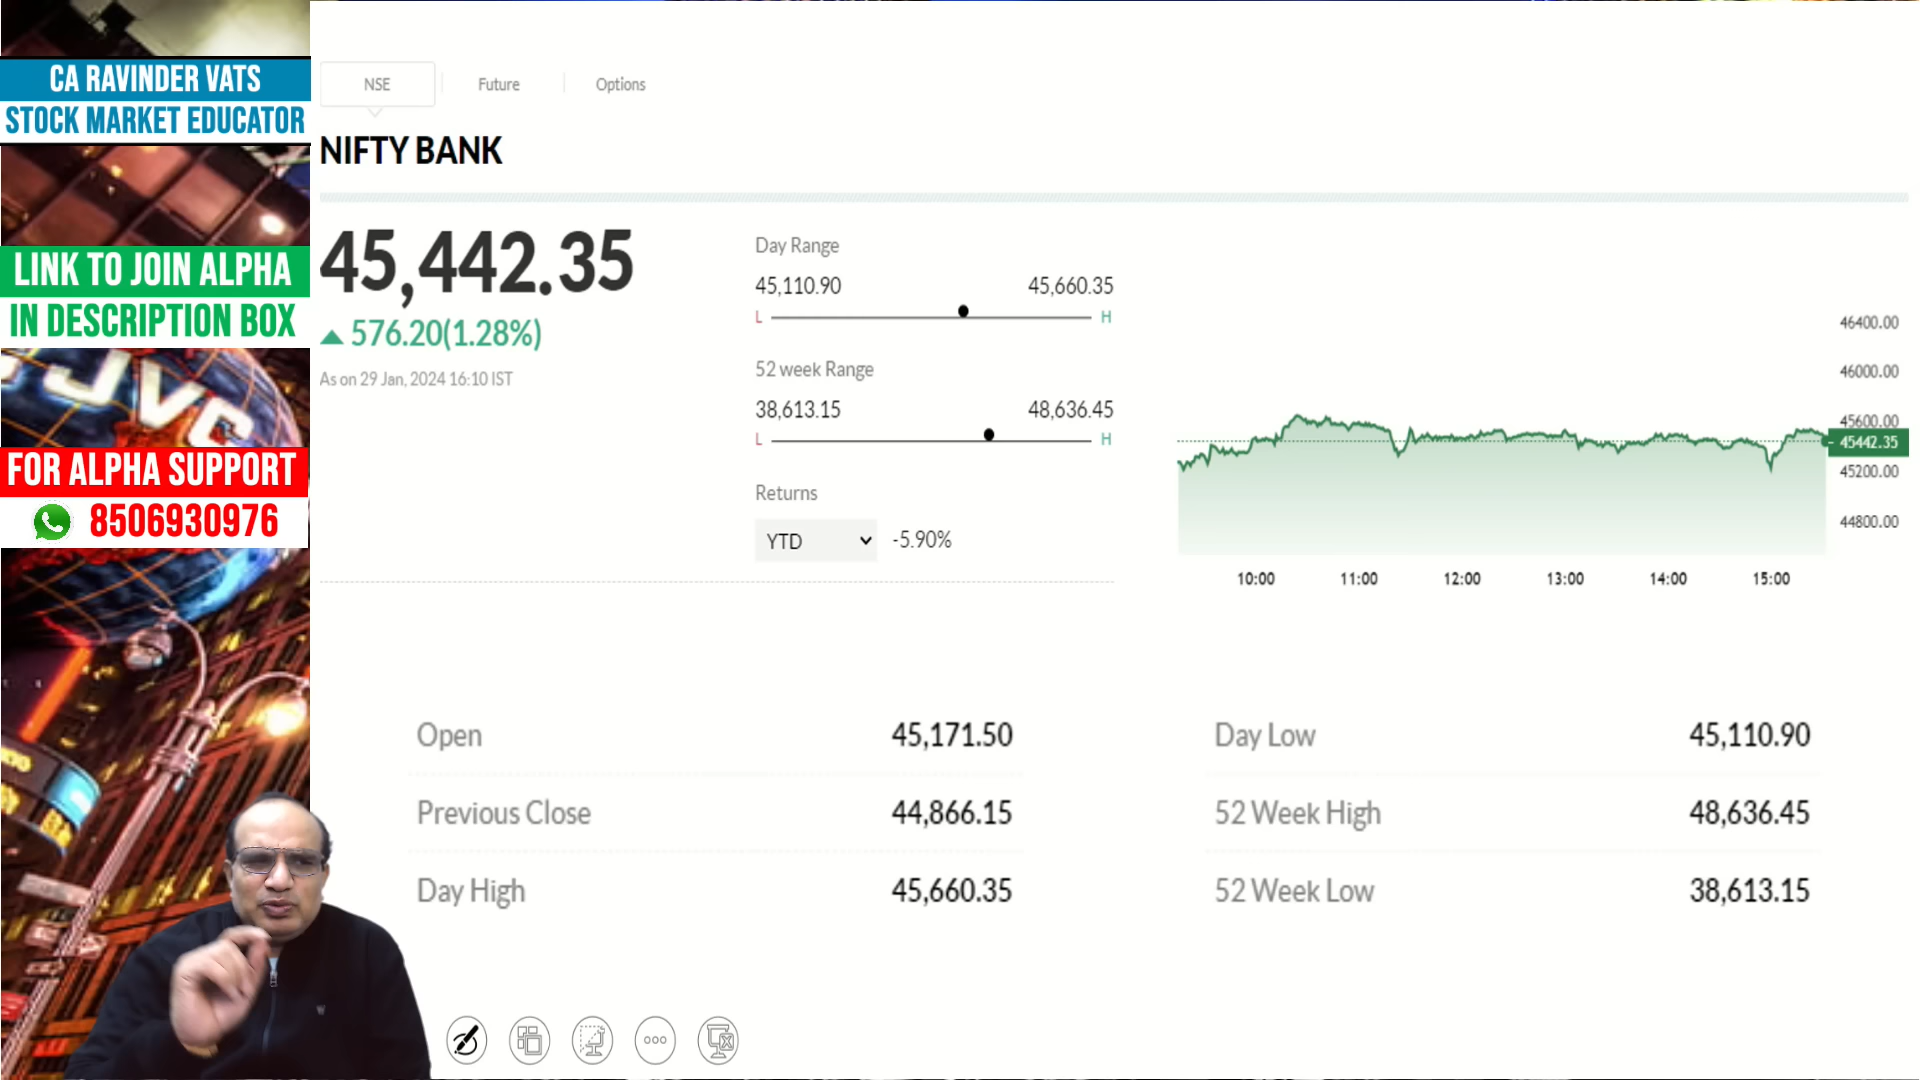 CA RAVINDER VATS
STOCK MARKET EDUCATOR
LINK TO JOIN ALPHA
IN DESCRIPTION BOX
JVC
FOR ALPHA SUPPORT
8506930976
NSE
Future
Options
NIFTY BANK
45,442.35
576.20(1.28%)
As on 29 Jan, 2024 16:10 IST
Day Range
45,110.90 45,660.35
L H
52 week Range
38,613.15 48,636.45
L H
Returns
YTD -5.90%
46400.00
46000.00
45600.00
45442.35
45200.00
44800.00
10:00 11:00 12:00 13:00 14:00 15:00
Open 45,171.50
Previous Close 44,866.15
Day High 45,660.35
Day Low 45,110.90
52 Week High 48,636.45
52 Week Low 38,613.15